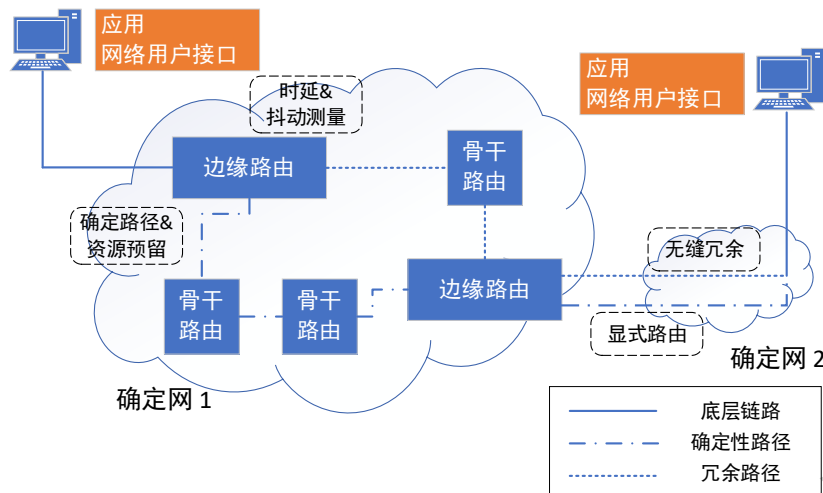 应用
网络用户接口
应用
网络用户接口
时延&
抖动测量
边缘路由
骨干
路由
确定路径&
资源预留
无缝冗余
骨干
路由
骨干
路由
边缘路由
显式路由
确定网 2
确定网 1
底层链路
确定性路径
冗余路径